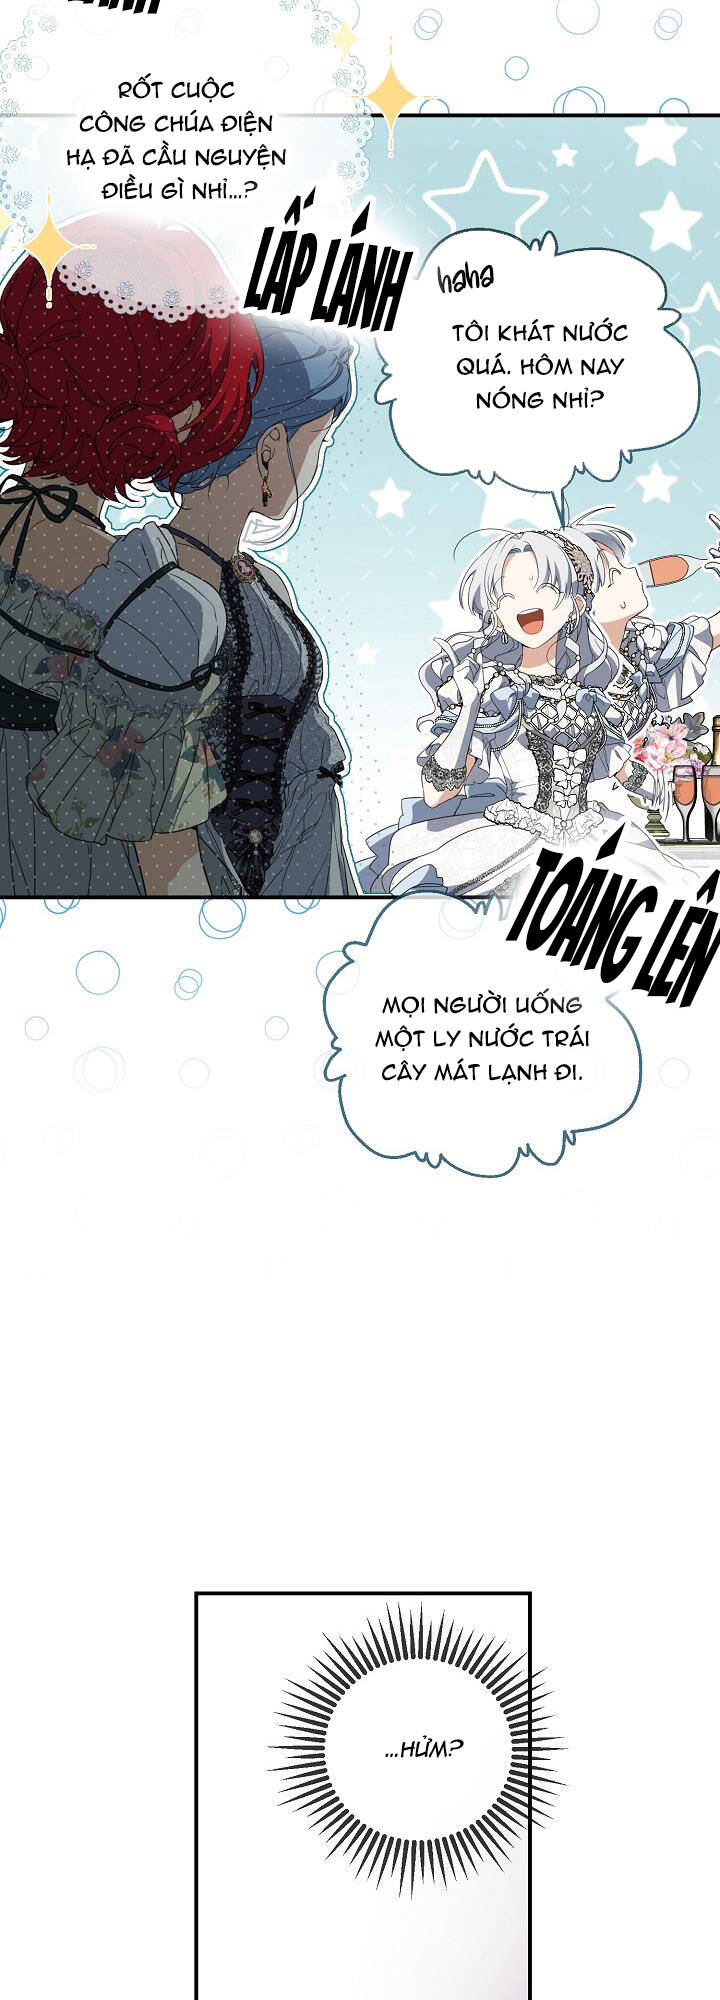 RỐT CUỘC
CÔNG CHÚA ĐIỆN
HẠ ĐÃ CẦU NGUYỆN
ĐIỀU GÌ NHỈ...?
LẤP LÁNH
haha
TÔI KHÁT NƯỚC
QUÁ. HÔM NAY
NÓNG NHỈ?
TOÁNG LÊN
MỌI NGƯỜI UỐNG
MỘT LY NƯỚC TRÁI
CÂY MÁT LẠNH ĐI.
...HỬM?